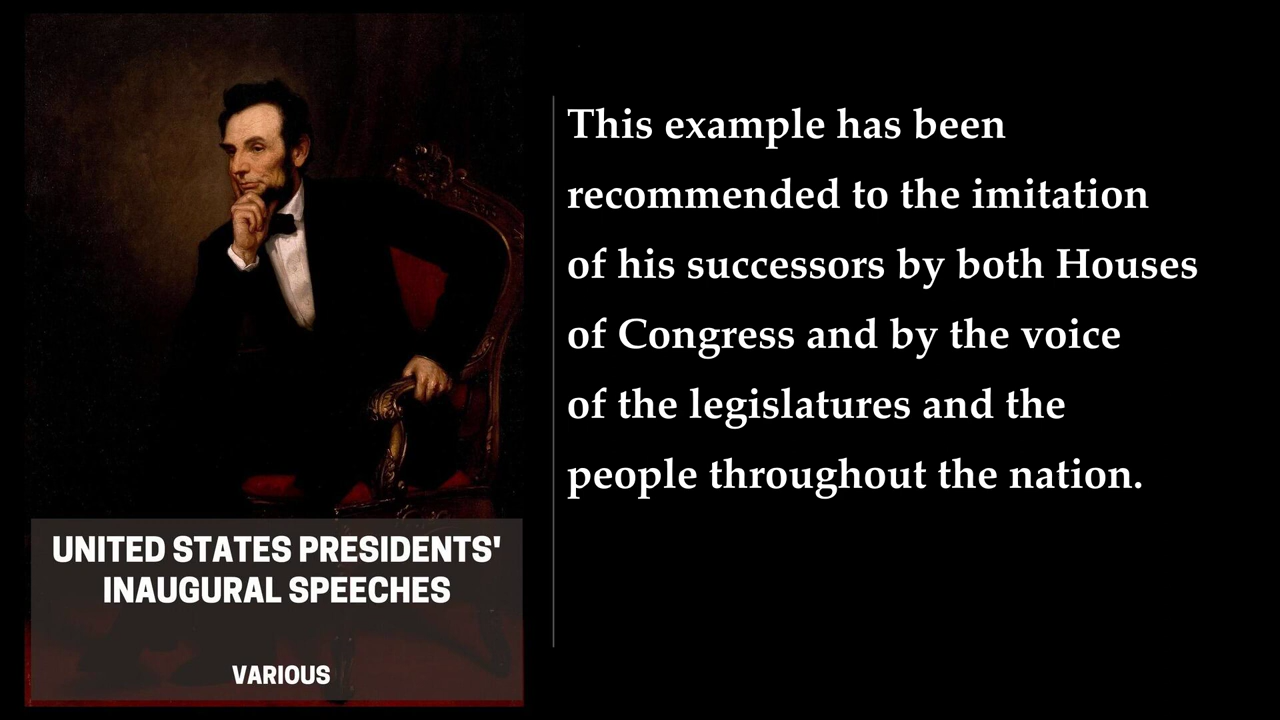 This example has been
recommended to the imitation
of his successors by both Houses
of Congress and by the voice
of the legislatures and the
people throughout the nation.
UNITED STATES PRESIDENTS'
INAUGURAL SPEECHES
VARIOUS